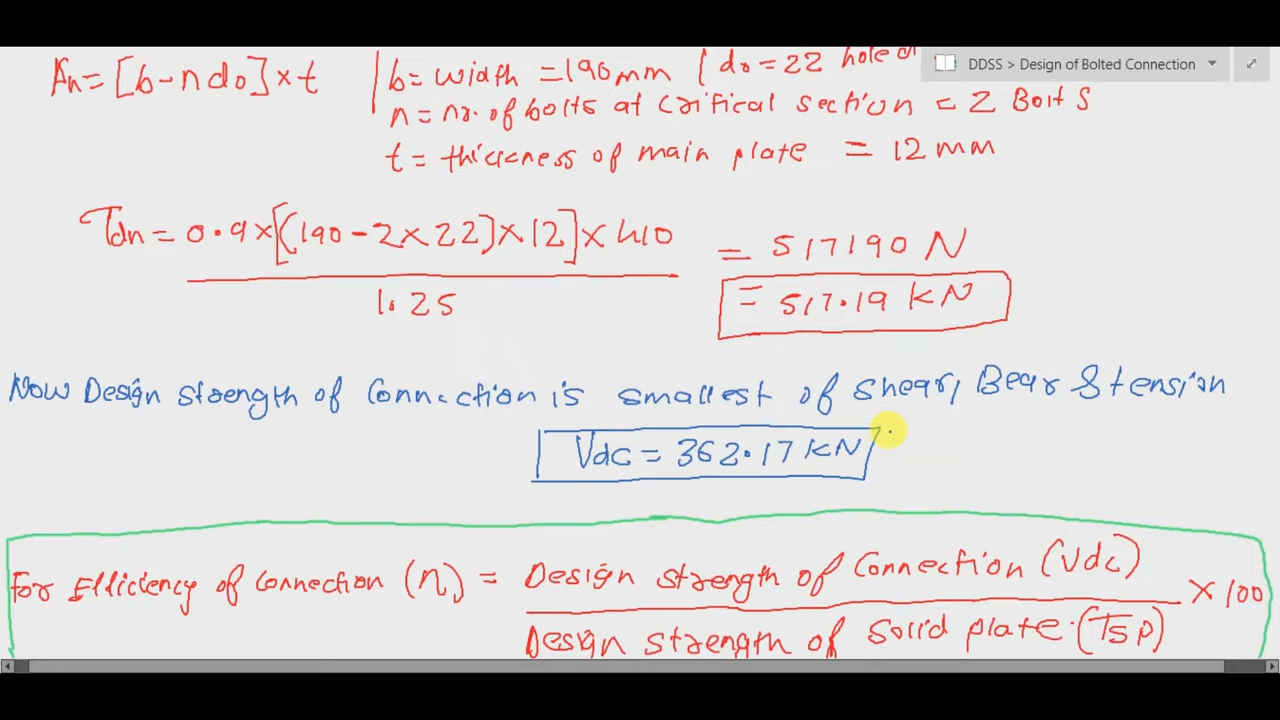 An = [b - n do] × t
b = width = 190 mm | do = 22 hole di
DDSS > Design of Bolted Connection
n = nr. of bolts at critical section = 2 Bolts
t = thickness of main plate = 12 mm
Tdn = 0.9 × [(190 - 2 × 22) × 12] × 410
1.25
= 517190 N
= 517.19 KN
Now Design strength of Connection is smallest of shear, Bear & tension
Vdc = 362.17 KN
For Efficiency of Connection (η) = Design strength of Connection (Vdc) × 100
Design strength of solid plate. (Tsp)